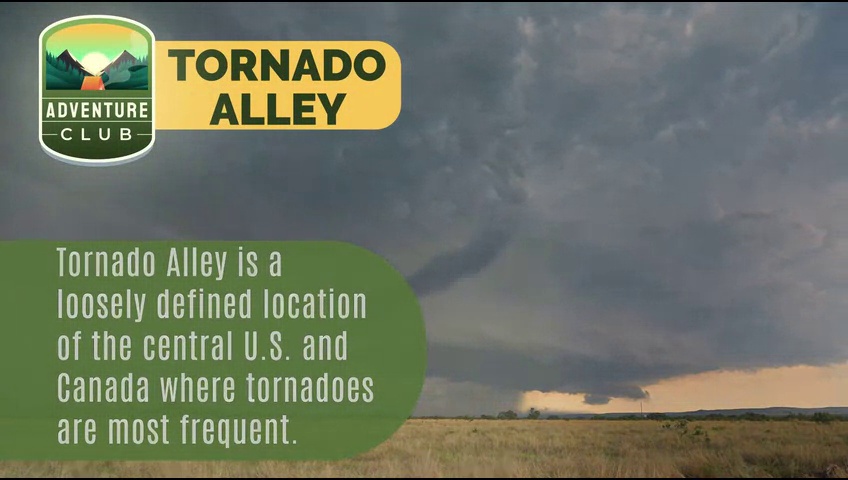 ADVENTURE
CLUB
TORNADO
ALLEY
Tornado Alley is a
loosely defined location
of the central U.S. and
Canada where tornadoes
are most frequent.